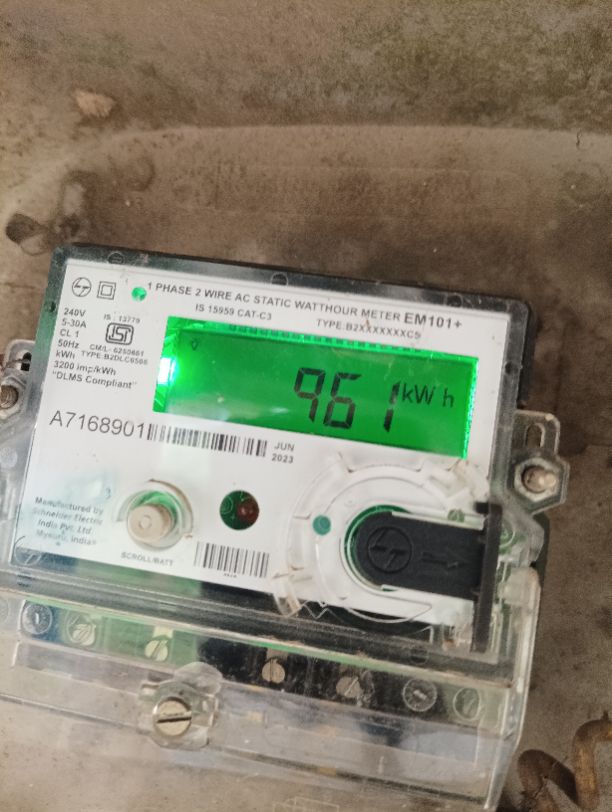 1 PHASE 2 WIRE AC STATIC WATTHOUR METER EM101+
IS 15959 CAT-C3
TYPE:B2XXXXXXXC5
240V
5-30A
CL 1
50Hz
kWh
3200 imp/kWh
"DLMS Compliant"
IS : 13779
ISI
CM/L-
TYPE:B2DLC6566
961 kWh
A7168901
JUN
2023
Manufactured by
Schneider Electric
India Pvt. Ltd.
Mysuru, India
SCROLL/BATT